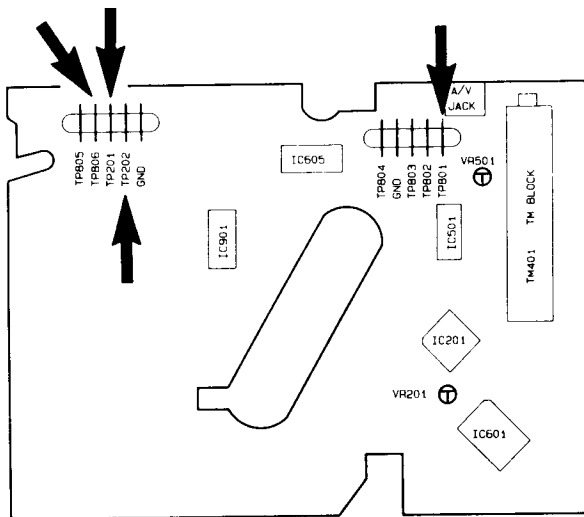 A/V
JACK
TP805
TP806
TP201
TP202
GND
IC605
TP804
GND
TP803
TP802
TP801
VR501
IC901
IC501
TM401 TM BLOCK
IC201
VR201
IC601